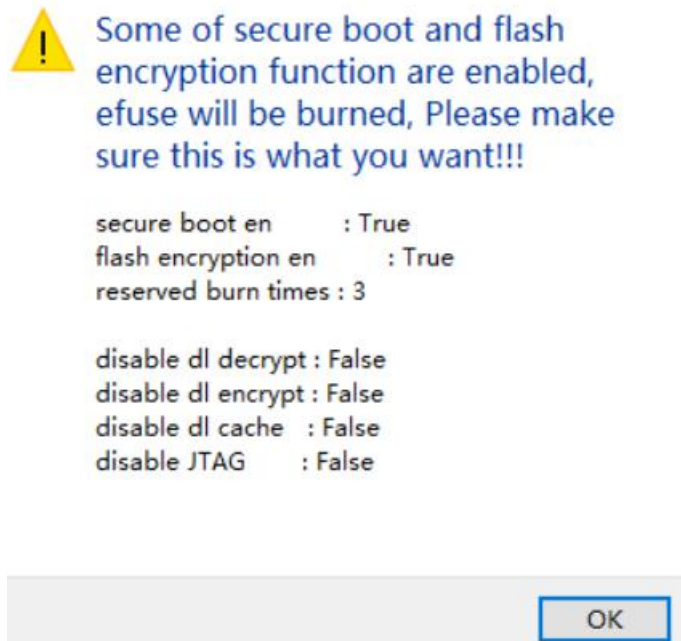 Some of secure boot and flash
encryption function are enabled,
efuse will be burned, Please make
sure this is what you want!!!
secure boot en : True
flash encryption en : True
reserved burn times : 3
disable dl decrypt : False
disable dl encrypt : False
disable dl cache : False
disable JTAG : False
OK